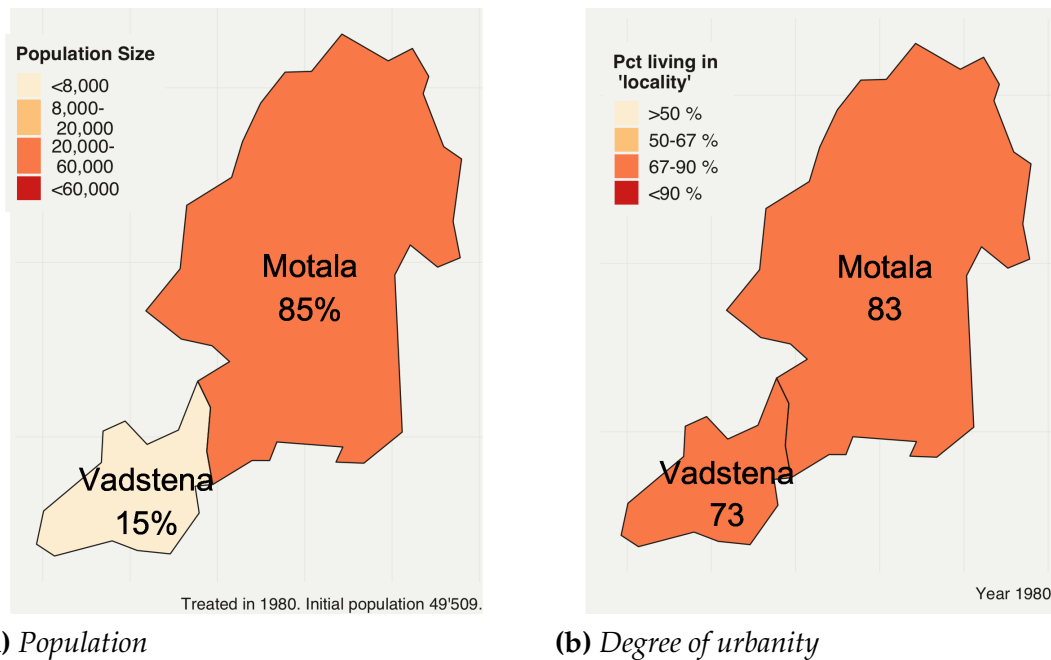 Population Size
<8,000
8,000-
20,000
20,000-
60,000
<60,000
Motala
85%
Vadstena
15%
Treated in 1980. Initial population 49'509.
) Population
Pct living in
'locality'
>50 %
50-67 %
67-90 %
<90 %
Motala
83
Vadstena
73
Year 1980
(b) Degree of urbanity